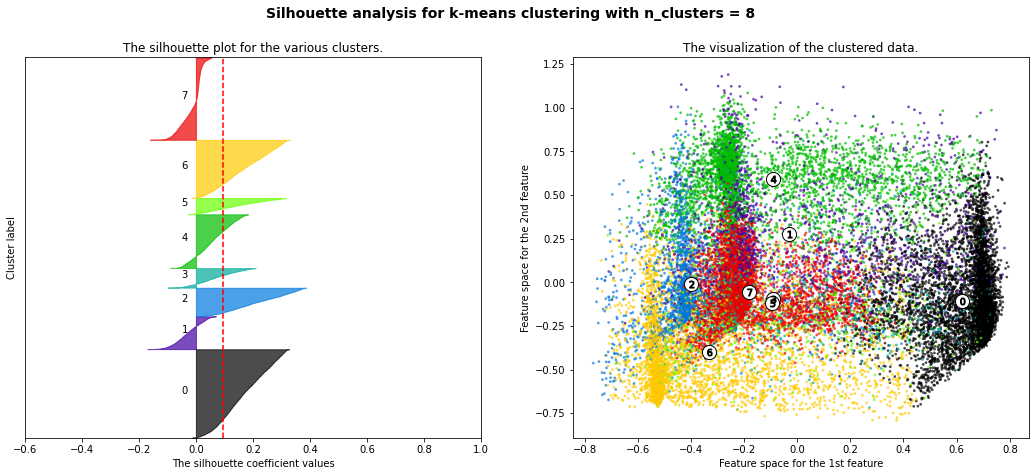 Silhouette analysis for k-means clustering with n_clusters = 8
The silhouette plot for the various clusters.
Cluster label
7
6
5
4
3
2
1
0
−0.6 −0.4 −0.2 0.0 0.2 0.4 0.6 0.8 1.0
The silhouette coefficient values
The visualization of the clustered data.
Feature space for the 2nd feature
1.25
1.00
0.75
0.50
0.25
0.00
−0.25
−0.50
−0.75
4
1
2
7
5
0
6
−0.8 −0.6 −0.4 −0.2 0.0 0.2 0.4 0.6 0.8
Feature space for the 1st feature